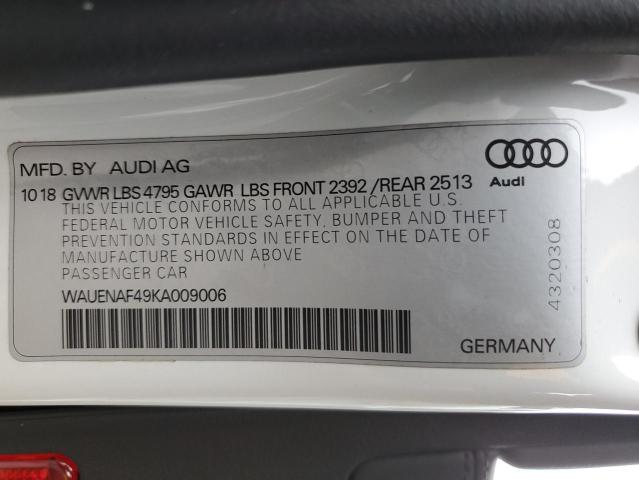 MFD. BY AUDI AG
Audi
10 18 GVWR LBS 4795 GAWR LBS FRONT 2392 /REAR 2513
THIS VEHICLE CONFORMS TO ALL APPLICABLE U.S.
FEDERAL MOTOR VEHICLE SAFETY, BUMPER AND THEFT
PREVENTION STANDARDS IN EFFECT ON THE DATE OF
MANUFACTURE SHOWN ABOVE
PASSENGER CAR
WAUENAF49KA009006
GERMANY
4320308